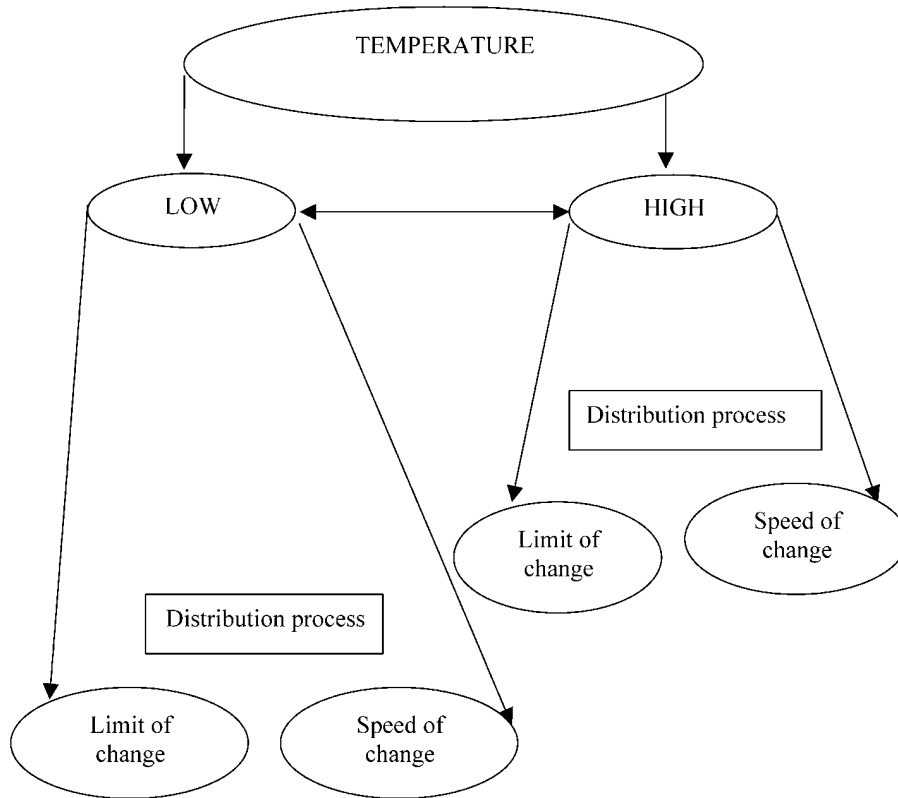 TEMPERATURE
LOW
HIGH
Distribution process
Limit of
change
Speed of
change
Distribution process
Limit of
change
Speed of
change